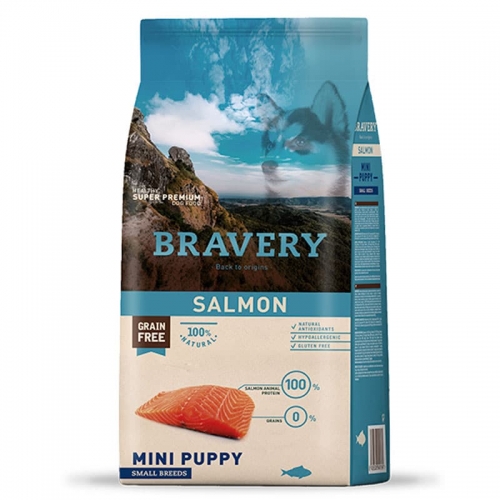 HEALTHY
SUPER PREMIUM
DOG FOOD
BRAVERY
Back to origins
SALMON
GRAIN
FREE
100%
NATURAL
NATURAL
ANTIOXIDANTS
HYPOALLERGENIC
GLUTEN FREE
SALMON ANIMAL
PROTEIN
100 %
GRAINS
0 %
MINI PUPPY
SMALL BREEDS
BRAVERY
SALMON
MINI
PUPPY
SMALL BREEDS